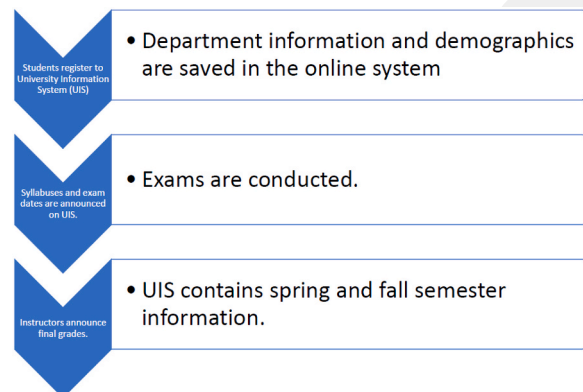 Students register to
University Information
System (UIS)
• Department information and demographics
are saved in the online system
Syllabuses and exam
dates are announced
on UIS.
• Exams are conducted.
Instructors announce
final grades.
• UIS contains spring and fall semester
information.